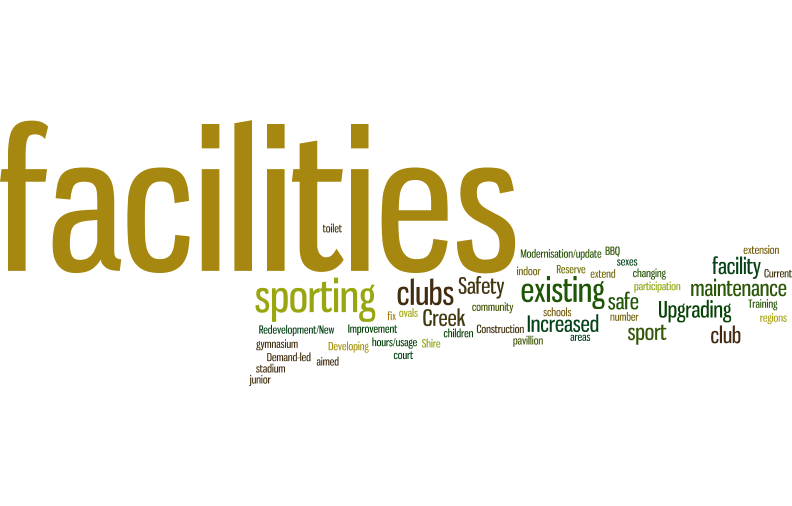 facilities
toilet
Modernisation/update
BBQ
extension
sexes
facility
indoor
Reserve
extend
changing
Current
sporting
clubs
Safety
existing
participation
maintenance
safe
community
Training
fix
ovals
Creek
schools
number
Upgrading
regions
Redevelopment/New
Improvement
children
Construction
Increased
areas
sport
club
gymnasium
Developing
hours/usage
Shire
pavillion
Demand-led
aimed
court
stadium
junior